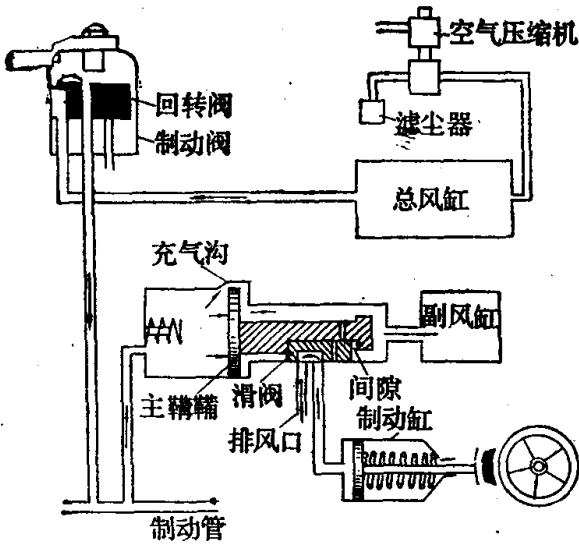 空气压缩机
回转阀
滤尘器
制动阀
总风缸
充气沟
副风缸
主鞲鞴
滑阀
间隙
排风口
制动缸
制动管